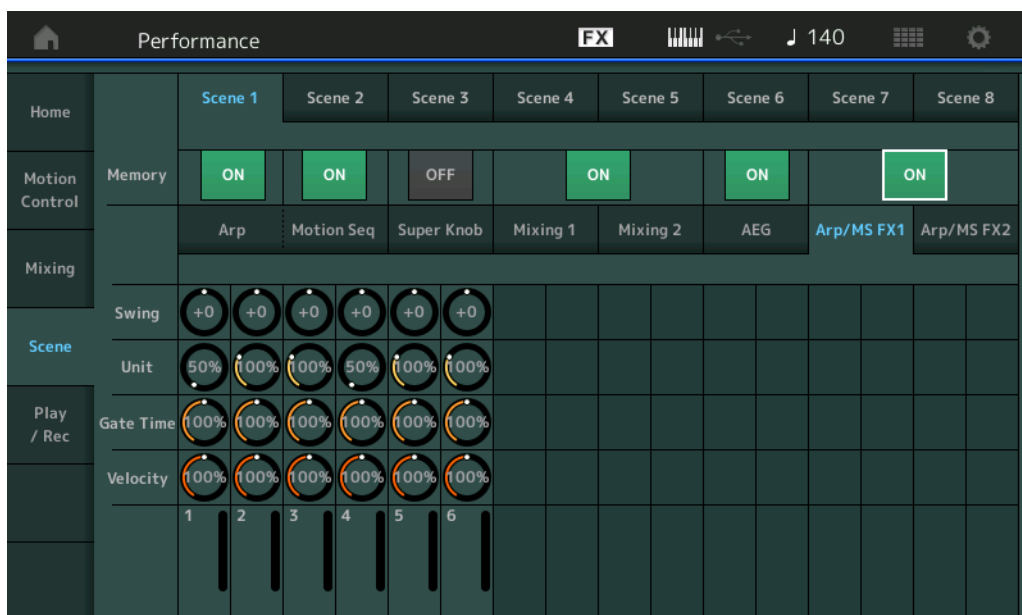 Performance FX ♩ 140
Home
Motion
Control
Mixing
Scene
Play
/ Rec
Scene 1 Scene 2 Scene 3 Scene 4 Scene 5 Scene 6 Scene 7 Scene 8
Memory ON ON OFF ON ON ON
Arp Motion Seq Super Knob Mixing 1 Mixing 2 AEG Arp/MS FX1 Arp/MS FX2
Swing +0 +0 +0 +0 +0 +0
Unit 50% 100% 100% 50% 100% 100%
Gate Time 100% 100% 100% 100% 100% 100%
Velocity 100% 100% 100% 100% 100% 100%
1 2 3 4 5 6